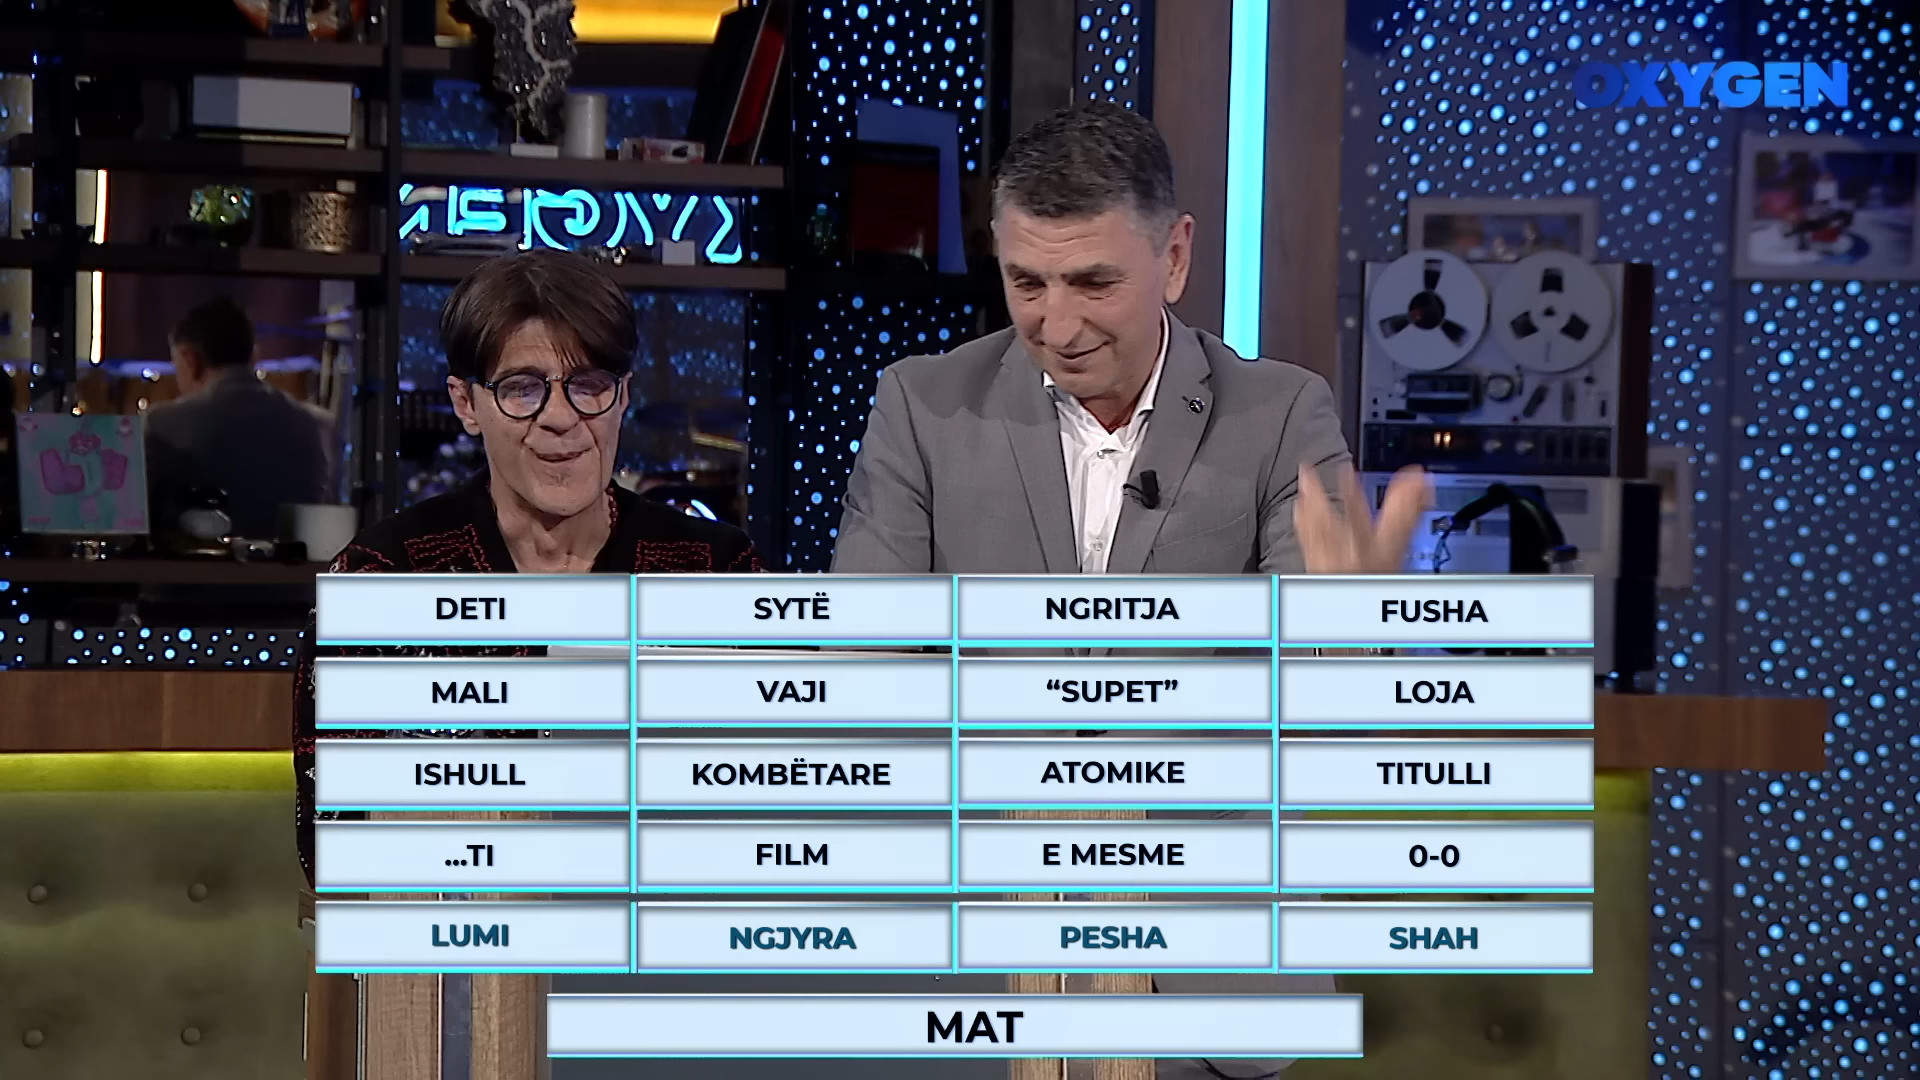 OXYGEN
DETI SYTË NGRITJA FUSHA
MALI VAJI “SUPET” LOJA
ISHULL KOMBËTARE ATOMIKE TITULLI
...TI FILM E MESME 0-0
LUMI NGJYRA PESHA SHAH
MAT